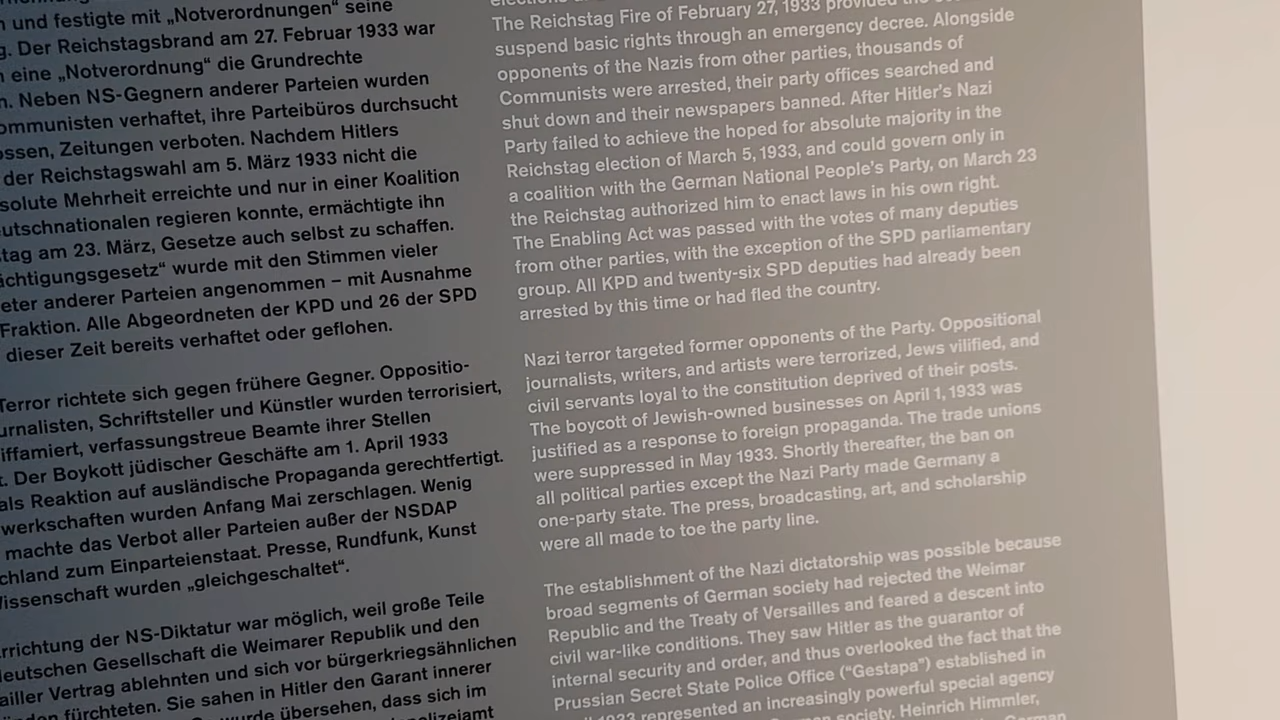 und festigte mit „Notverordnungen“ seine
Der Reichstagsbrand am 27. Februar 1933 war
eine „Notverordnung“ die Grundrechte
Neben NS-Gegnern anderer Parteien wurden
ommunisten verhaftet, ihre Parteibüros durchsucht
ossen, Zeitungen verboten. Nachdem Hitlers
der Reichstagswahl am 5. März 1933 nicht die
solute Mehrheit erreichte und nur in einer Koalition
utschnationalen regieren konnte, ermächtigte ihn
tag am 23. März, Gesetze auch selbst zu schaffen.
ächtigungsgesetz“ wurde mit den Stimmen vieler
eter anderer Parteien angenommen – mit Ausnahme
Fraktion. Alle Abgeordneten der KPD und 26 der SPD
dieser Zeit bereits verhaftet oder geflohen.
Terror richtete sich gegen frühere Gegner. Oppositio-
urnalisten, Schriftsteller und Künstler wurden terrorisiert,
iffamiert, verfassungstreue Beamte ihrer Stellen
t. Der Boykott jüdischer Geschäfte am 1. April 1933
als Reaktion auf ausländische Propaganda gerechtfertigt.
werkschaften wurden Anfang Mai zerschlagen. Wenig
machte das Verbot aller Parteien außer der NSDAP
chland zum Einparteienstaat. Presse, Rundfunk, Kunst
issenschaft wurden „gleichgeschaltet“.
rrichtung der NS-Diktatur war möglich, weil große Teile
deutschen Gesellschaft die Weimarer Republik und den
ailler Vertrag ablehnten und sich vor bürgerkriegsähnlichen
fürchteten. Sie sahen in Hitler den Garant innerer
wurde übersehen, dass sich im
The Reichstag Fire of February 27, 1933 provided the
suspend basic rights through an emergency decree. Alongside
opponents of the Nazis from other parties, thousands of
Communists were arrested, their party offices searched and
shut down and their newspapers banned. After Hitler’s Nazi
Party failed to achieve the hoped for absolute majority in the
Reichstag election of March 5, 1933, and could govern only in
a coalition with the German National People’s Party, on March 23
the Reichstag authorized him to enact laws in his own right.
The Enabling Act was passed with the votes of many deputies
from other parties, with the exception of the SPD parliamentary
group. All KPD and twenty-six SPD deputies had already been
arrested by this time or had fled the country.
Nazi terror targeted former opponents of the Party. Oppositional
journalists, writers, and artists were terrorized, Jews vilified, and
civil servants loyal to the constitution deprived of their posts.
The boycott of Jewish-owned businesses on April 1, 1933 was
justified as a response to foreign propaganda. The trade unions
were suppressed in May 1933. Shortly thereafter, the ban on
all political parties except the Nazi Party made Germany a
one-party state. The press, broadcasting, art, and scholarship
were all made to toe the party line.
The establishment of the Nazi dictatorship was possible because
broad segments of German society had rejected the Weimar
Republic and the Treaty of Versailles and feared a descent into
civil war-like conditions. They saw Hitler as the guarantor of
internal security and order, and thus overlooked the fact that the
Prussian Secret State Police Office (“Gestapa”) established in
1933 represented an increasingly powerful special agency
society. Heinrich Himmler,